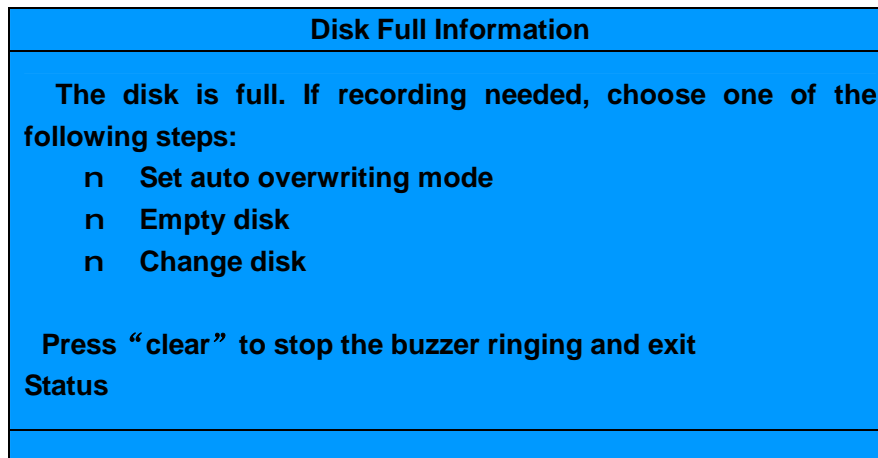 Disk Full Information
The disk is full. If recording needed, choose one of the
following steps:
n Set auto overwriting mode
n Empty disk
n Change disk
Press “clear” to stop the buzzer ringing and exit
Status